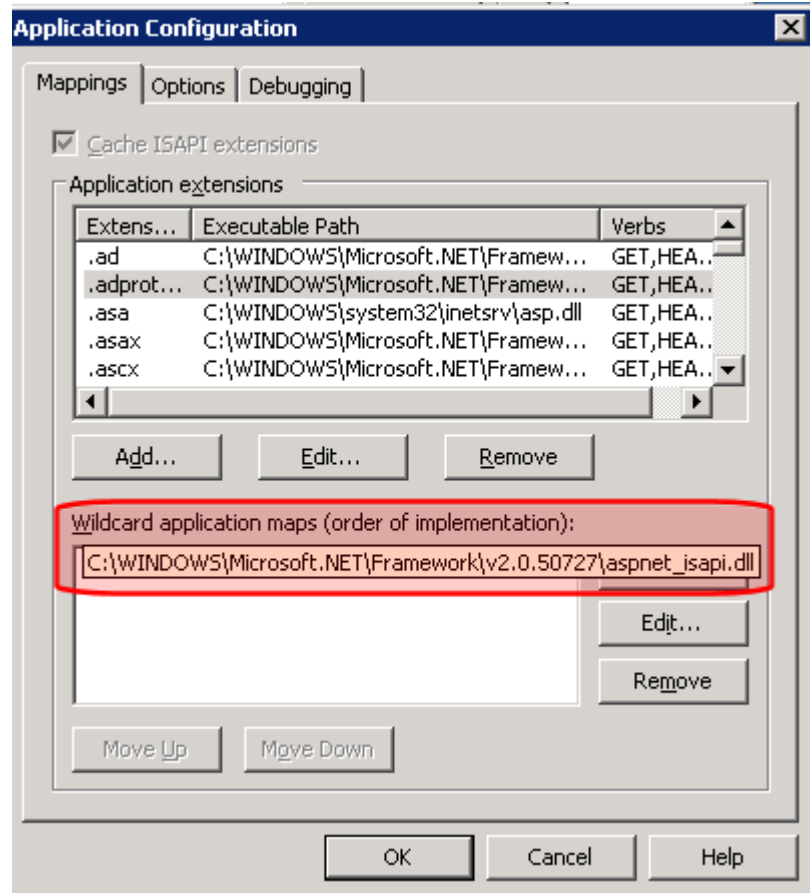 Application Configuration
Mappings Options Debugging
Cache ISAPI extensions
Application extensions
Extens... Executable Path Verbs
.ad C:\WINDOWS\Microsoft.NET\Framew... GET,HEA..
.adprot... C:\WINDOWS\Microsoft.NET\Framew... GET,HEA..
.asa C:\WINDOWS\system32\inetsrv\asp.dll GET,HEA..
.asax C:\WINDOWS\Microsoft.NET\Framew... GET,HEA..
.ascx C:\WINDOWS\Microsoft.NET\Framew... GET,HEA..
Add... Edit... Remove
Wildcard application maps (order of implementation):
C:\WINDOWS\Microsoft.NET\Framework\v2.0.50727\aspnet_isapi.dll
Edit...
Remove
Move Up Move Down
OK Cancel Help